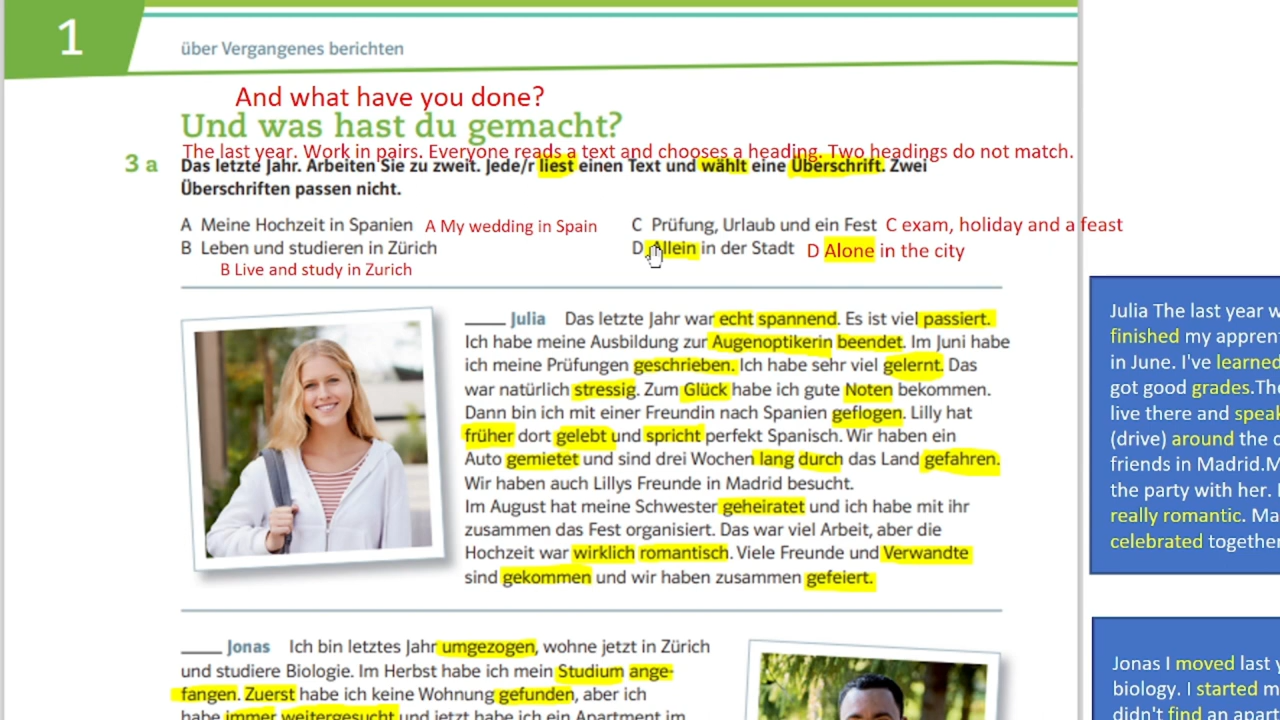 1
über Vergangenes berichten
And what have you done?
Und was hast du gemacht?
The last year. Work in pairs. Everyone reads a text and chooses a heading. Two headings do not match.
3 a Das letzte Jahr. Arbeiten Sie zu zweit. Jede/r liest einen Text und wählt eine Überschrift. Zwei
Überschriften passen nicht.
A Meine Hochzeit in Spanien A My wedding in Spain
B Leben und studieren in Zürich
B Live and study in Zurich
C Prüfung, Urlaub und ein Fest C exam, holiday and a feast
D Allein in der Stadt D Alone in the city
____ Julia Das letzte Jahr war echt spannend. Es ist viel passiert.
Ich habe meine Ausbildung zur Augenoptikerin beendet. Im Juni habe
ich meine Prüfungen geschrieben. Ich habe sehr viel gelernt. Das
war natürlich stressig. Zum Glück habe ich gute Noten bekommen.
Dann bin ich mit einer Freundin nach Spanien geflogen. Lilly hat
früher dort gelebt und spricht perfekt Spanisch. Wir haben ein
Auto gemietet und sind drei Wochen lang durch das Land gefahren.
Wir haben auch Lillys Freunde in Madrid besucht.
Im August hat meine Schwester geheiratet und ich habe mit ihr
zusammen das Fest organisiert. Das war viel Arbeit, aber die
Hochzeit war wirklich romantisch. Viele Freunde und Verwandte
sind gekommen und wir haben zusammen gefeiert.
____ Jonas Ich bin letztes Jahr umgezogen, wohne jetzt in Zürich
und studiere Biologie. Im Herbst habe ich mein Studium ange-
fangen. Zuerst habe ich keine Wohnung gefunden, aber ich
habe immer weitergesucht und jetzt habe ich ein Apartment im
Julia The last year w
finished my appren
in June. I've learned
got good grades.The
live there and speak
(drive) around the c
friends in Madrid.M
the party with her.
really romantic. Ma
celebrated together
Jonas I moved last y
biology. I started m
didn't find an apart